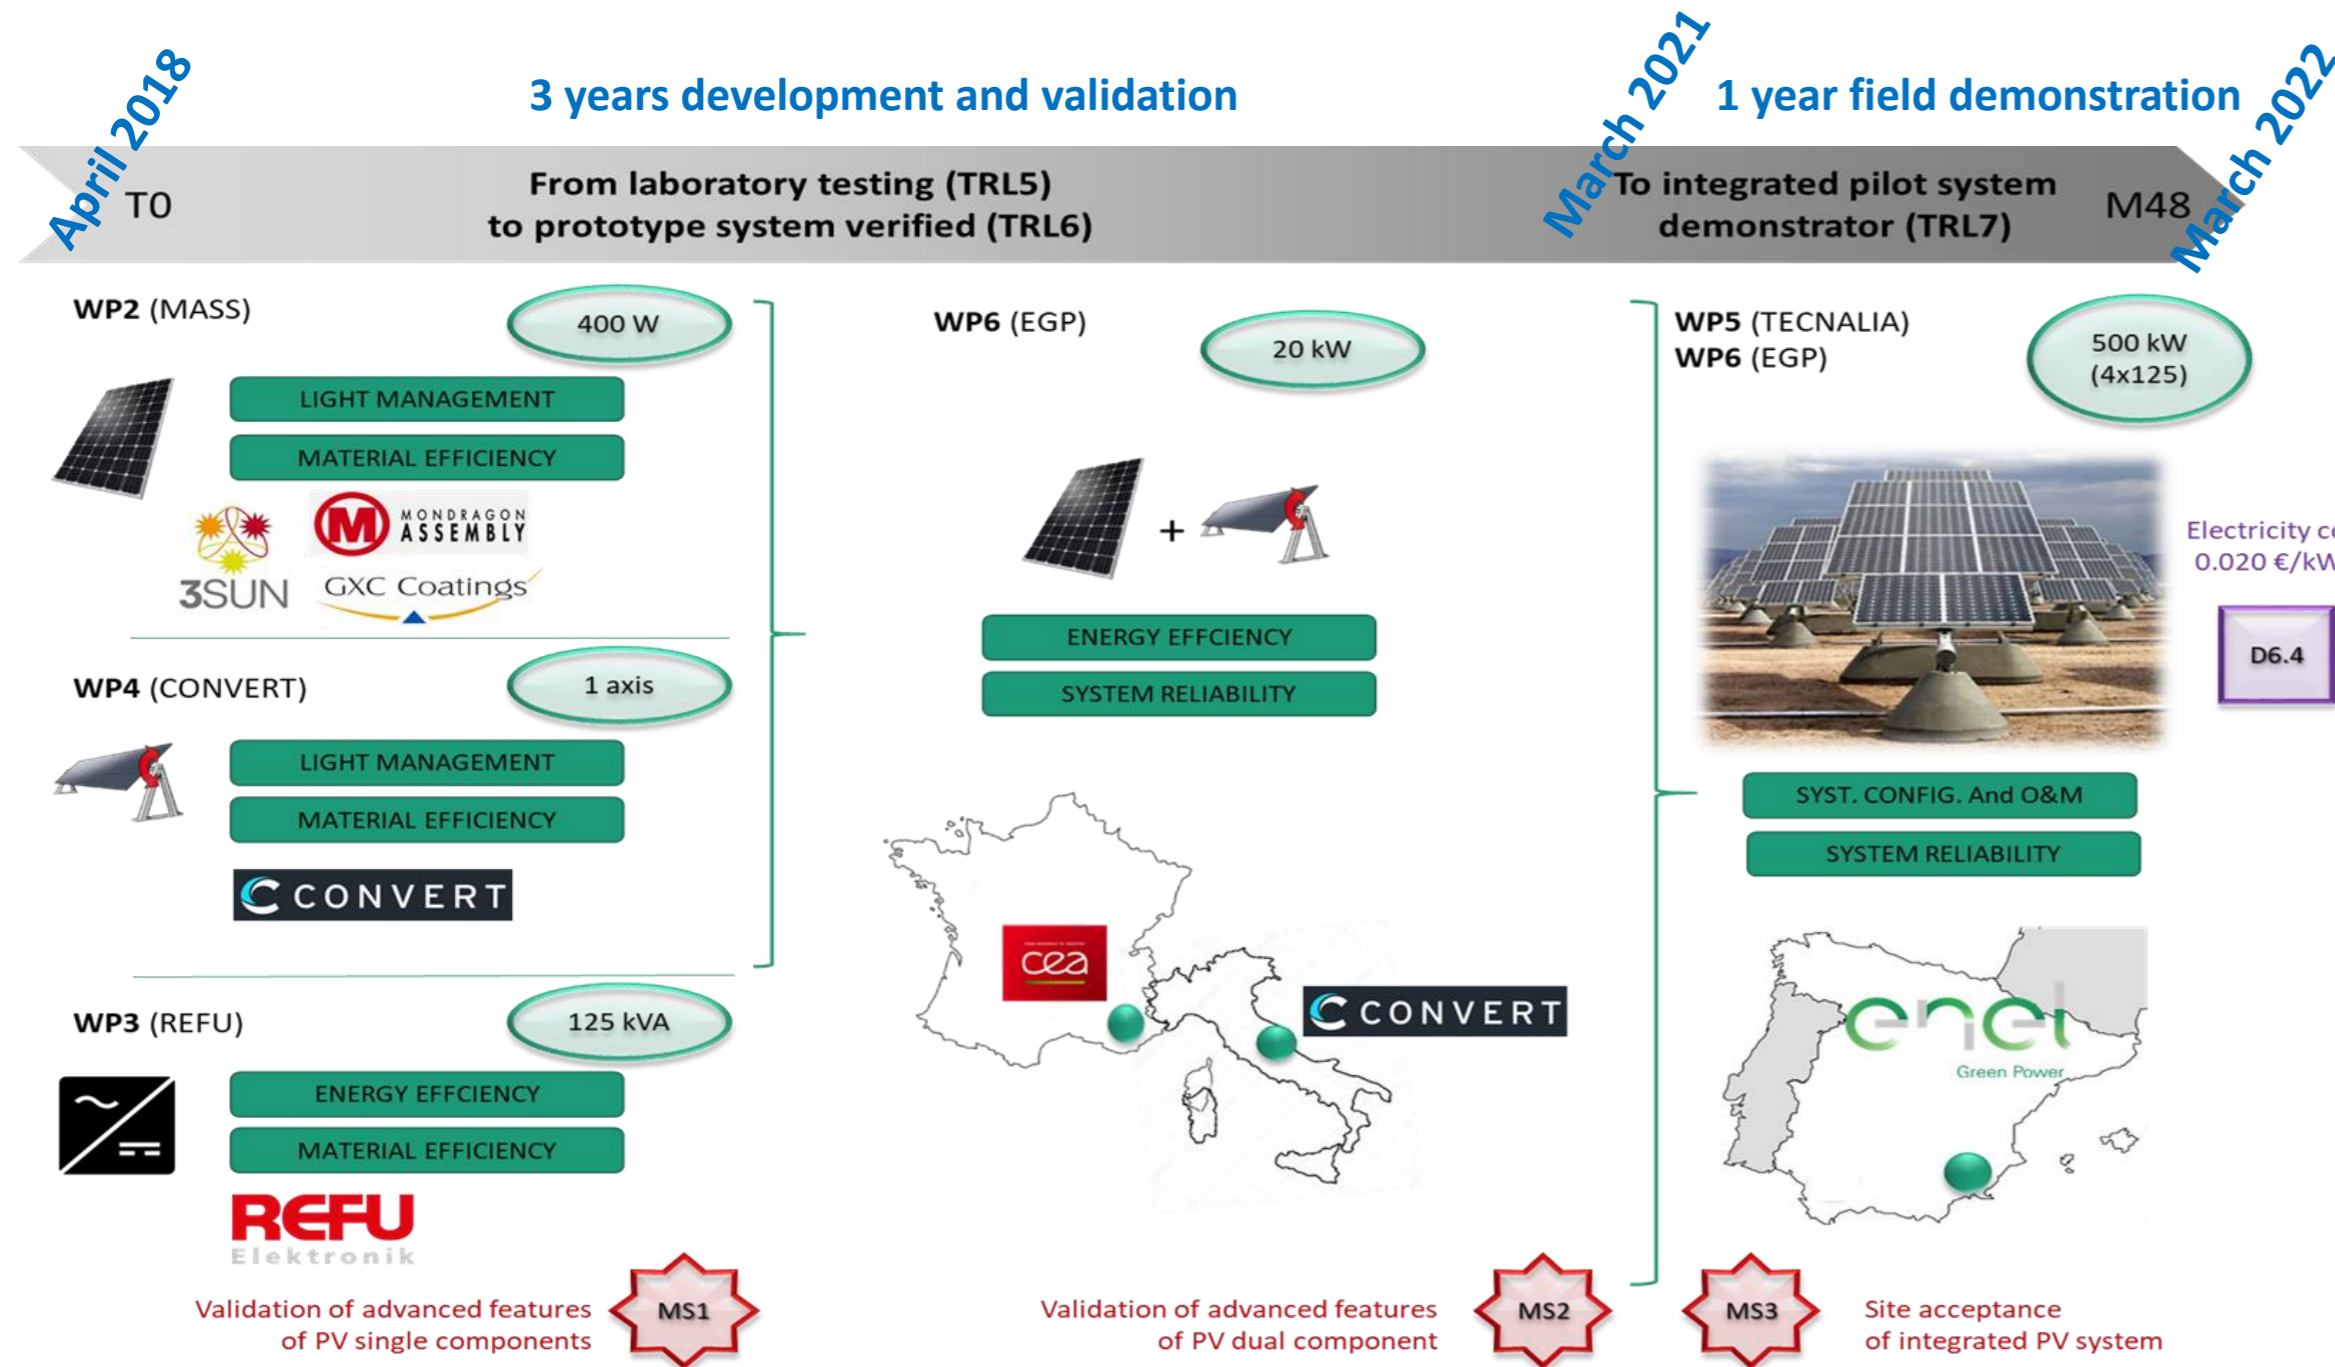 April 2018
3 years development and validation
March 2021
1 year field demonstration
March 2022
T0
From laboratory testing (TRL5)
to prototype system verified (TRL6)
To integrated pilot system
demonstrator (TRL7)
M48
WP2 (MASS)
400 W
LIGHT MANAGEMENT
MATERIAL EFFICIENCY
3SUN
M MONDRAGON
ASSEMBLY
GXC Coatings
WP4 (CONVERT)
1 axis
LIGHT MANAGEMENT
MATERIAL EFFICIENCY
CONVERT
WP3 (REFU)
125 kVA
ENERGY EFFCIENCY
MATERIAL EFFICIENCY
REFU
Elektronik
Validation of advanced features
of PV single components
MS1
WP6 (EGP)
20 kW
+
ENERGY EFFCIENCY
SYSTEM RELIABILITY
cea
CONVERT
Validation of advanced features
of PV dual component
MS2
WP5 (TECNALIA)
WP6 (EGP)
500 kW
(4x125)
Electricity co
0.020 €/kW
D6.4
SYST. CONFIG. And O&M
SYSTEM RELIABILITY
enel
Green Power
MS3
Site acceptance
of integrated PV system